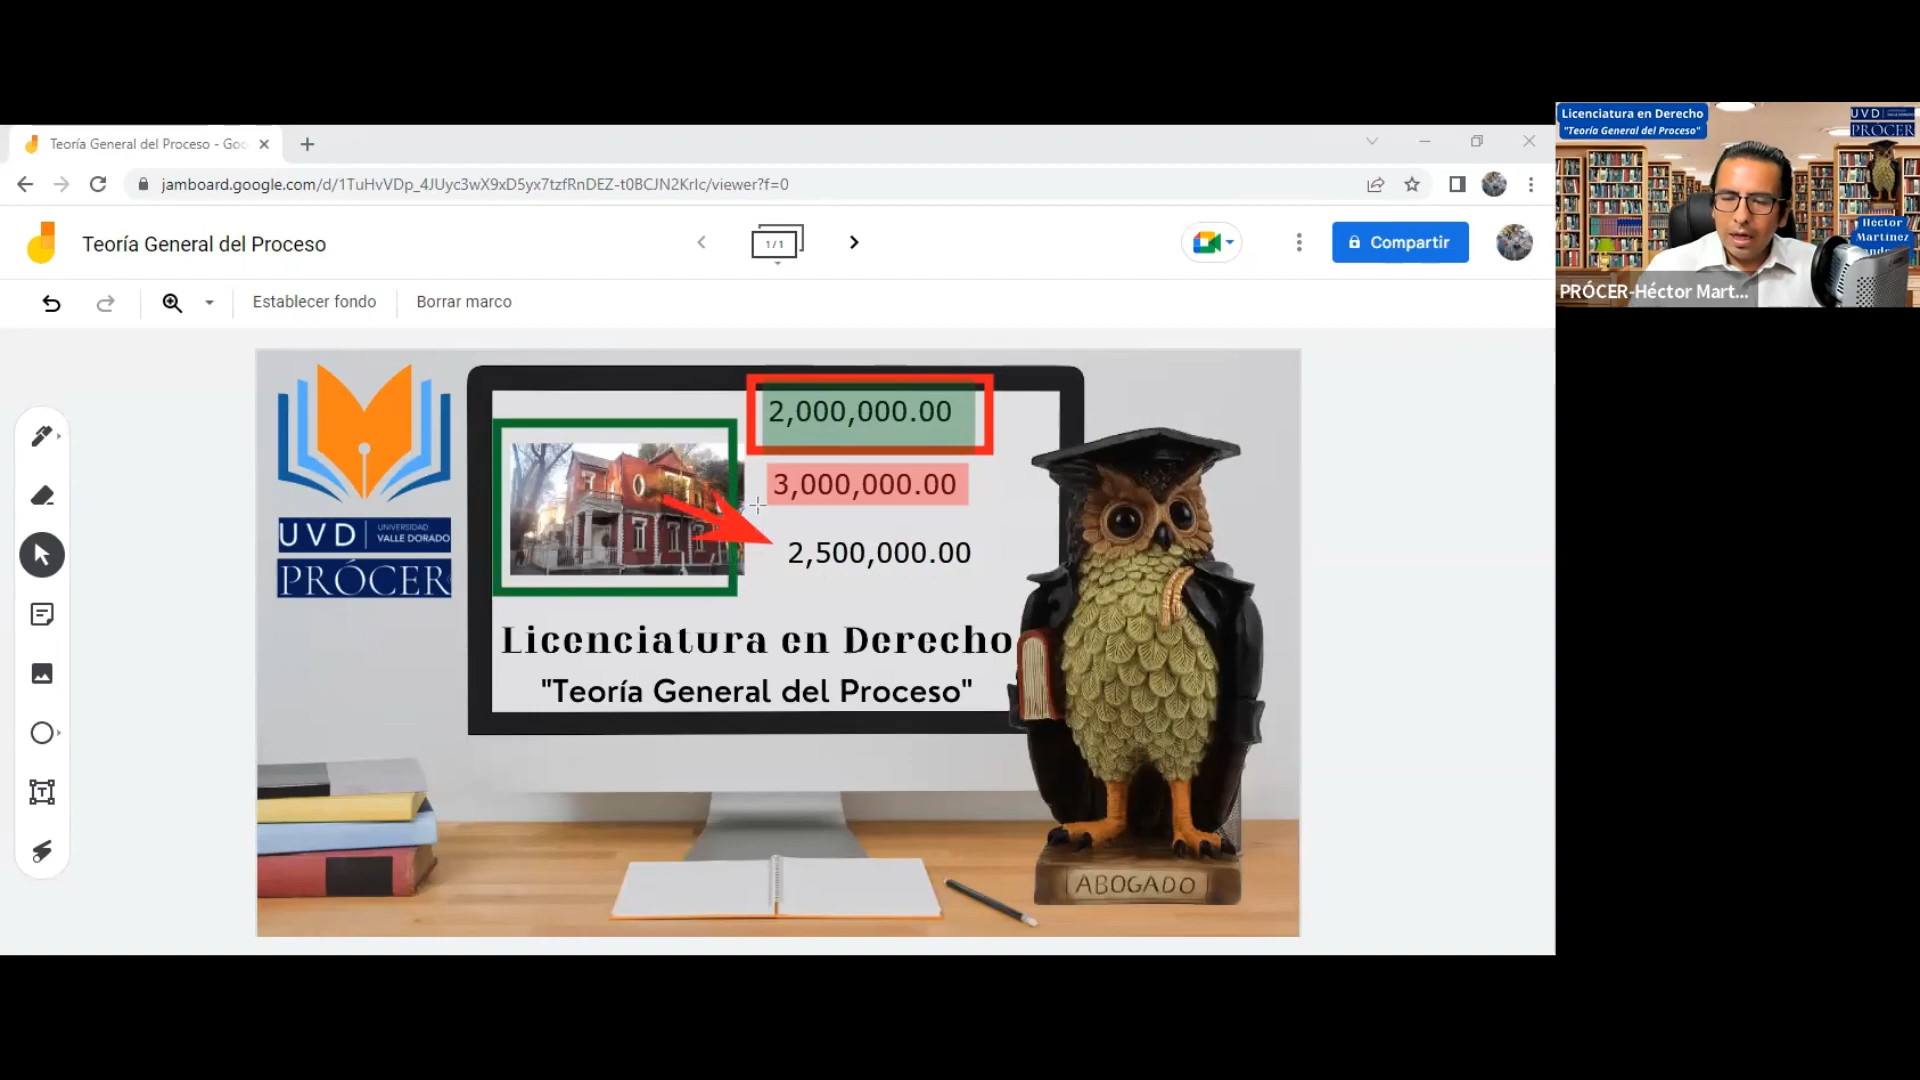 Teoría General del Proceso - Goo
jamboard.google.com/d/1TuHvVDp_4JUyc3wX9xD5yx7tzfRnDEZ-t0BCJN2KrIc/viewer?f=0
Teoría General del Proceso
1/1
Compartir
Establecer fondo
Borrar marco
2,000,000.00
3,000,000.00
2,500,000.00
UVD
UNIVERSIDAD
VALLE DORADO
PRÓCER
Licenciatura en Derecho
"Teoría General del Proceso"
ABOGADO
Licenciatura en Derecho
"Teoría General del Proceso"
UVD
PRÓCER
Héctor
Martínez
PRÓCER-Héctor Mart...